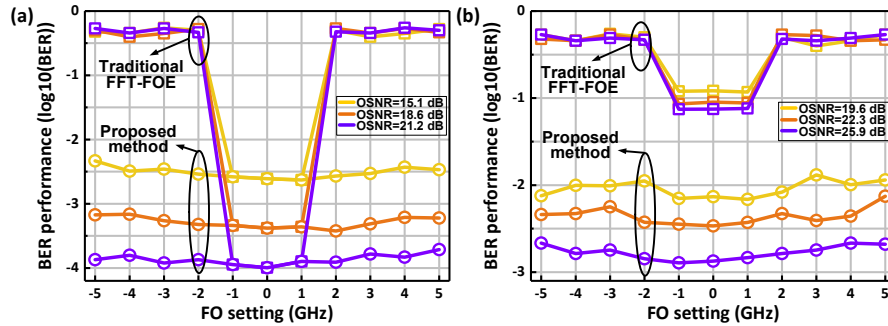 (a)
BER performance (log10(BER))
0
-1
-2
-3
-4
Traditional
FFT-FOE
OSNR=15.1 dB
OSNR=18.6 dB
OSNR=21.2 dB
Proposed
method
-5 -4 -3 -2 -1 0 1 2 3 4 5
FO setting (GHz)
(b)
BER performance (log10(BER))
0
-1
-2
-3
Traditional
FFT-FOE
OSNR=19.6 dB
OSNR=22.3 dB
OSNR=25.9 dB
Proposed
method
-5 -4 -3 -2 -1 0 1 2 3 4 5
FO setting (GHz)